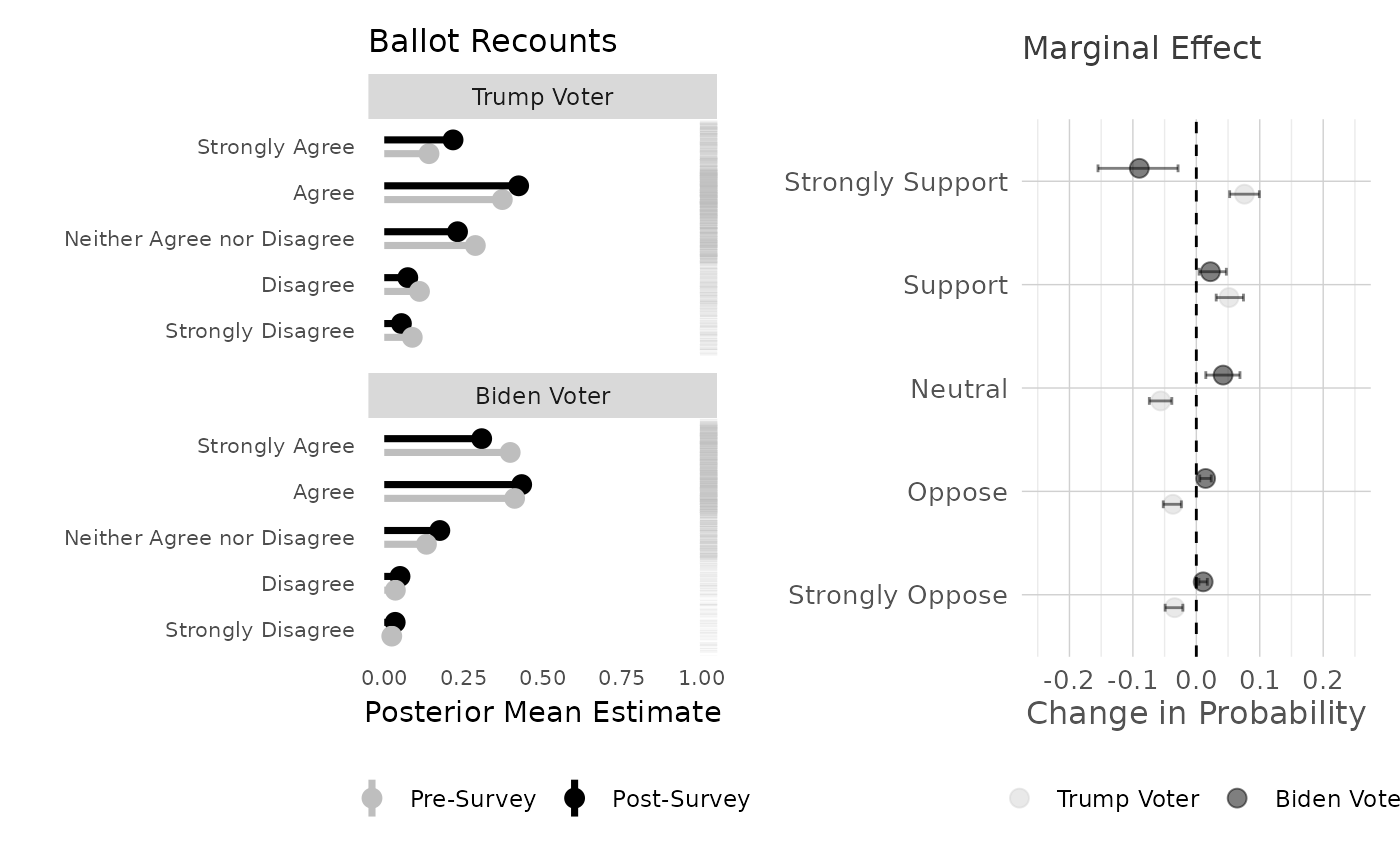 Ballot Recounts
Trump Voter
Strongly Agree
Agree
Neither Agree nor Disagree
Disagree
Strongly Disagree
Biden Voter
Strongly Agree
Agree
Neither Agree nor Disagree
Disagree
Strongly Disagree
0.00 0.25 0.50 0.75 1.00
Posterior Mean Estimate
Pre-Survey Post-Survey
Marginal Effect
Strongly Support
Support
Neutral
Oppose
Strongly Oppose
-0.2 -0.1 0.0 0.1 0.2
Change in Probability
Trump Voter Biden Vote